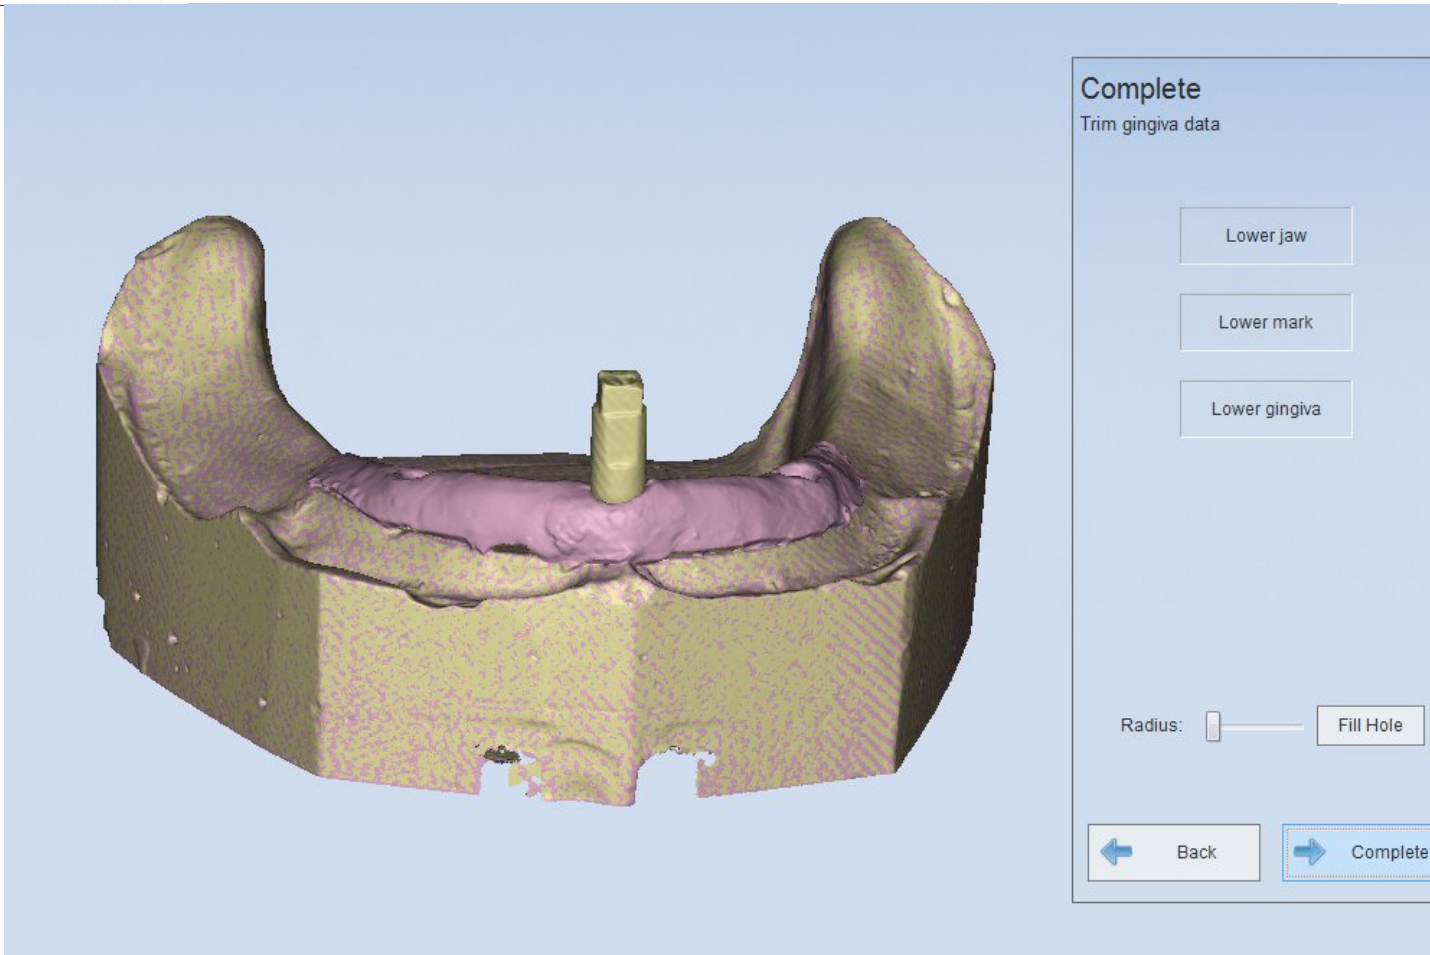 Complete
Trim gingiva data
Lower jaw
Lower mark
Lower gingiva
Radius:
Fill Hole
Back
Complete